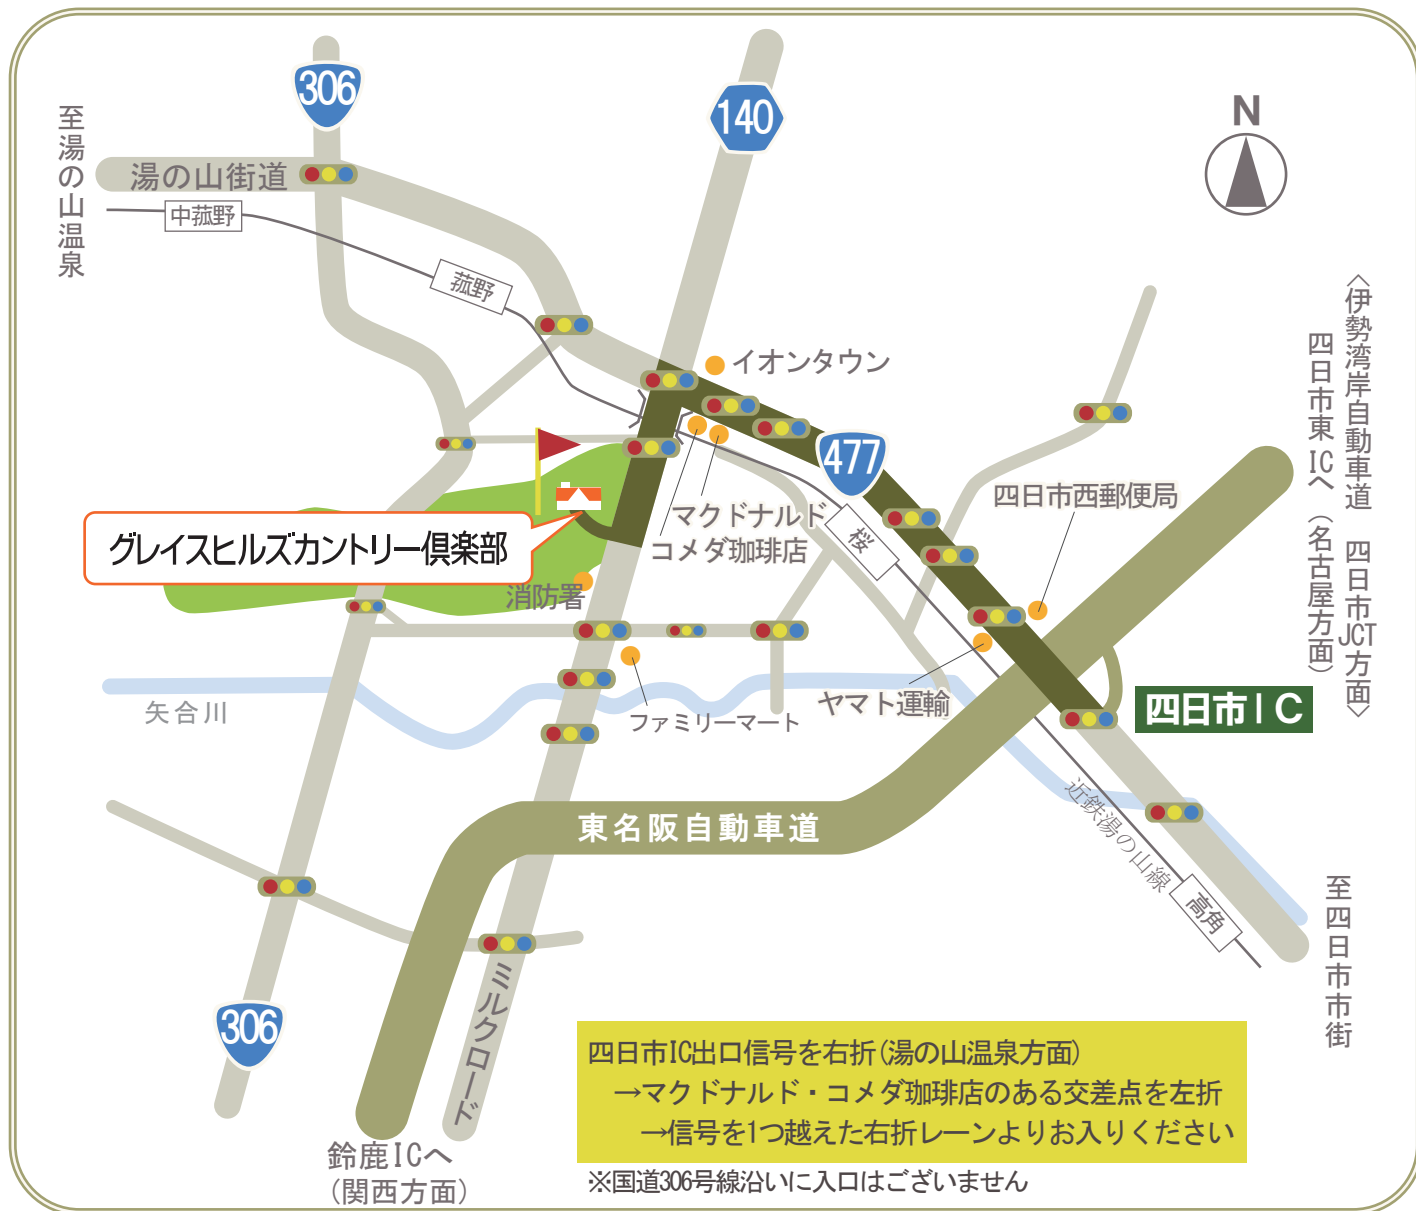 306
140
N
至湯の山温泉
湯の山街道
中菰野
菰野
イオンタウン
〈伊勢湾岸自動車道 四日市JCT方面〉
四日市東ICへ（名古屋方面）
477
四日市西郵便局
マクドナルド
コメダ珈琲店
桜
グレイスヒルズカントリー倶楽部
消防署
矢合川
ファミリーマート
ヤマト運輸
四日市IC
東名阪自動車道
近鉄湯の山線
高角
至四日市市街
306
ミルクロード
四日市IC出口信号を右折(湯の山温泉方面)
→マクドナルド・コメダ珈琲店のある交差点を左折
→信号を1つ越えた右折レーンよりお入りください
※国道306号線沿いに入口はございません
鈴鹿ICへ
(関西方面)